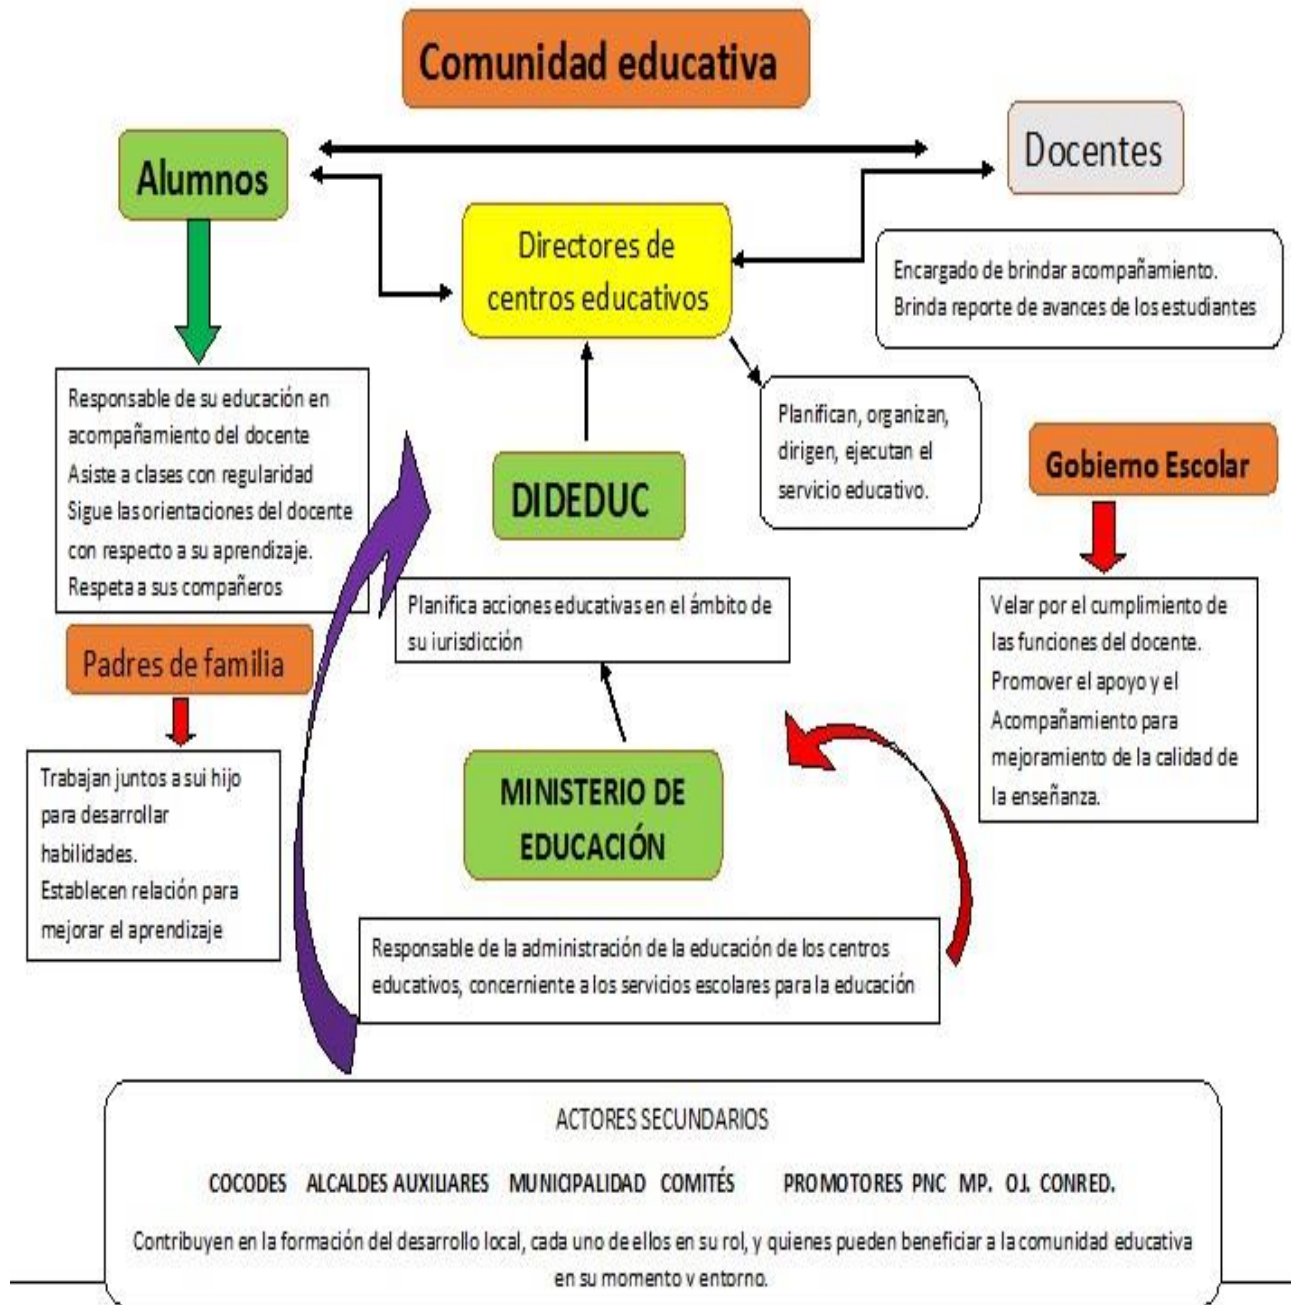 Comunidad educativa
Alumnos
Docentes
Directores de
centros educativos
Encargado de brindar acompañamiento.
Brinda reporte de avances de los estudiantes
Responsable de su educación en
acompañamiento del docente
Asiste a clases con regularidad
Sigue las orientaciones del docente
con respecto a su aprendizaje.
Respeta a sus compañeros
Planifican, organizan,
dirigen, ejecutan el
servicio educativo.
Gobierno Escolar
DIDEDUC
Planifica acciones educativas en el ámbito de
su iurisdicción
Velar por el cumplimiento de
las funciones del docente.
Promover el apoyo y el
Acompañamiento para
mejoramiento de la calidad de
la enseñanza.
Padres de familia
Trabajan juntos a sui hijo
para desarrollar
habilidades.
Establecen relación para
mejorar el aprendizaje
MINISTERIO DE
EDUCACIÓN
Responsable de la administración de la educación de los centros
educativos, concerniente a los servicios escolares para la educación
ACTORES SECUNDARIOS
COCODES ALCALDES AUXILIARES MUNICIPALIDAD COMITÉS PROMOTORES PNC MP. OJ. CONRED.
Contribuyen en la formación del desarrollo local, cada uno de ellos en su rol, y quienes pueden beneficiar a la comunidad educativa
en su momento v entorno.